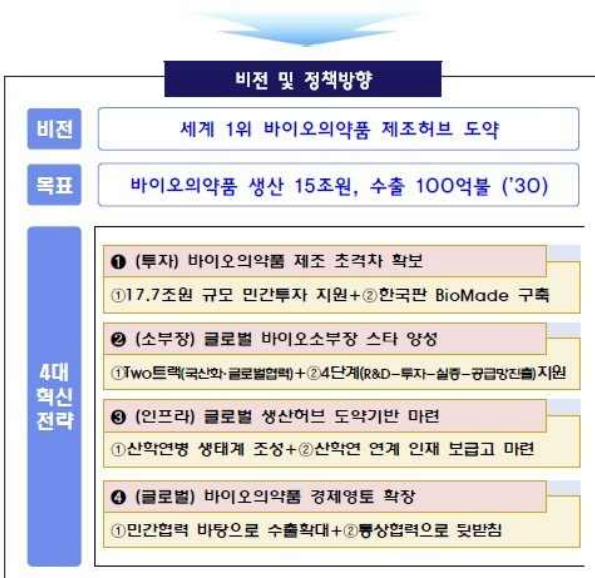 비전 및 정책방향
비전
세계 1위 바이오의약품 제조허브 도약
목표
바이오의약품 생산 15조원, 수출 100억불 ('30)
4대
혁신
전략
❶ (투자) 바이오의약품 제조 초격차 확보
①17.7조원 규모 민간투자 지원+②한국판 BioMade 구축
❷ (소부장) 글로벌 바이오소부장 스타 양성
①Two트랙(국산화·글로벌협력)+②4단계(R&D-투자-실증-공급망진출)지원
❸ (인프라) 글로벌 생산허브 도약기반 마련
①산학연병 생태계 조성+②산학연 연계 인재 보급고 마련
❹ (글로벌) 바이오의약품 경제영토 확장
①민간협력 바탕으로 수출확대+②통상협력으로 뒷받침